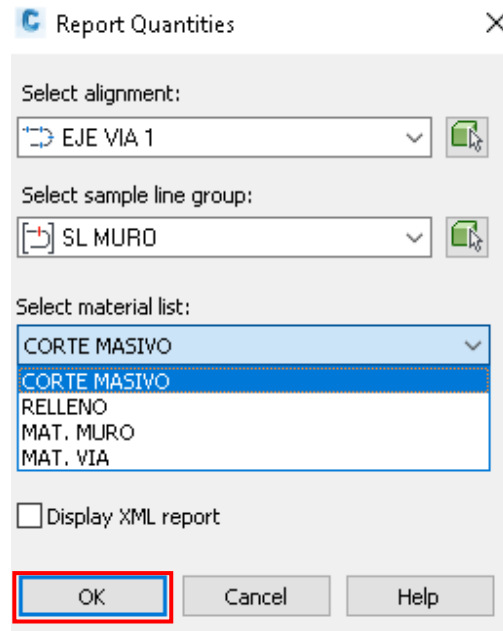 Report Quantities
Select alignment:
EJE VIA 1
Select sample line group:
SL MURO
Select material list:
CORTE MASIVO
CORTE MASIVO
RELLENO
MAT. MURO
MAT. VIA
Display XML report
OK Cancel Help